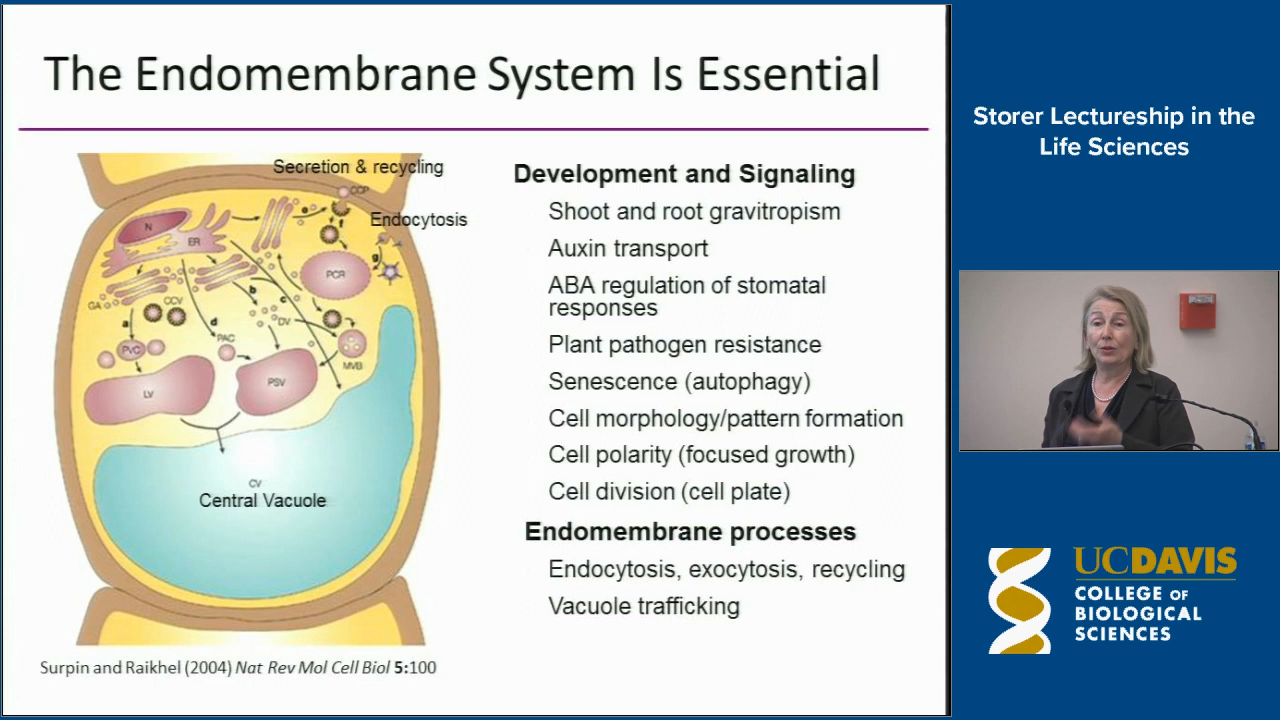 The Endomembrane System Is Essential
Secretion & recycling
CCP
Endocytosis
N
ER
e
f
g
PCR
GA
CCV
b
c
a
d
DV
PAC
PVC
MVB
LV
PSV
CV
Central Vacuole
Surpin and Raikhel (2004) Nat Rev Mol Cell Biol 5:100
Development and Signaling
Shoot and root gravitropism
Auxin transport
ABA regulation of stomatal
responses
Plant pathogen resistance
Senescence (autophagy)
Cell morphology/pattern formation
Cell polarity (focused growth)
Cell division (cell plate)
Endomembrane processes
Endocytosis, exocytosis, recycling
Vacuole trafficking
Storer Lectureship in the
Life Sciences
UCDAVIS
COLLEGE OF
BIOLOGICAL
SCIENCES